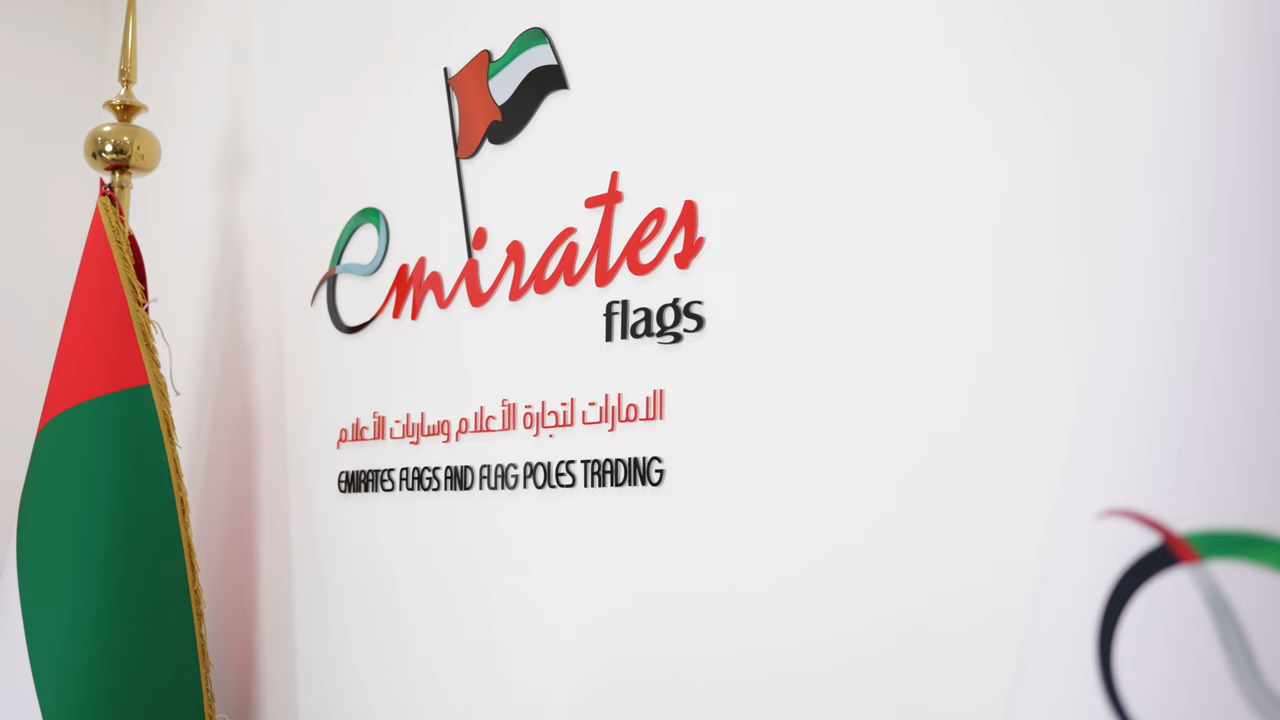 emirates
flags
الامارات لتجارة الأعلام وساريات الأعلام
EMIRATES FLAGS AND FLAG POLES TRADING